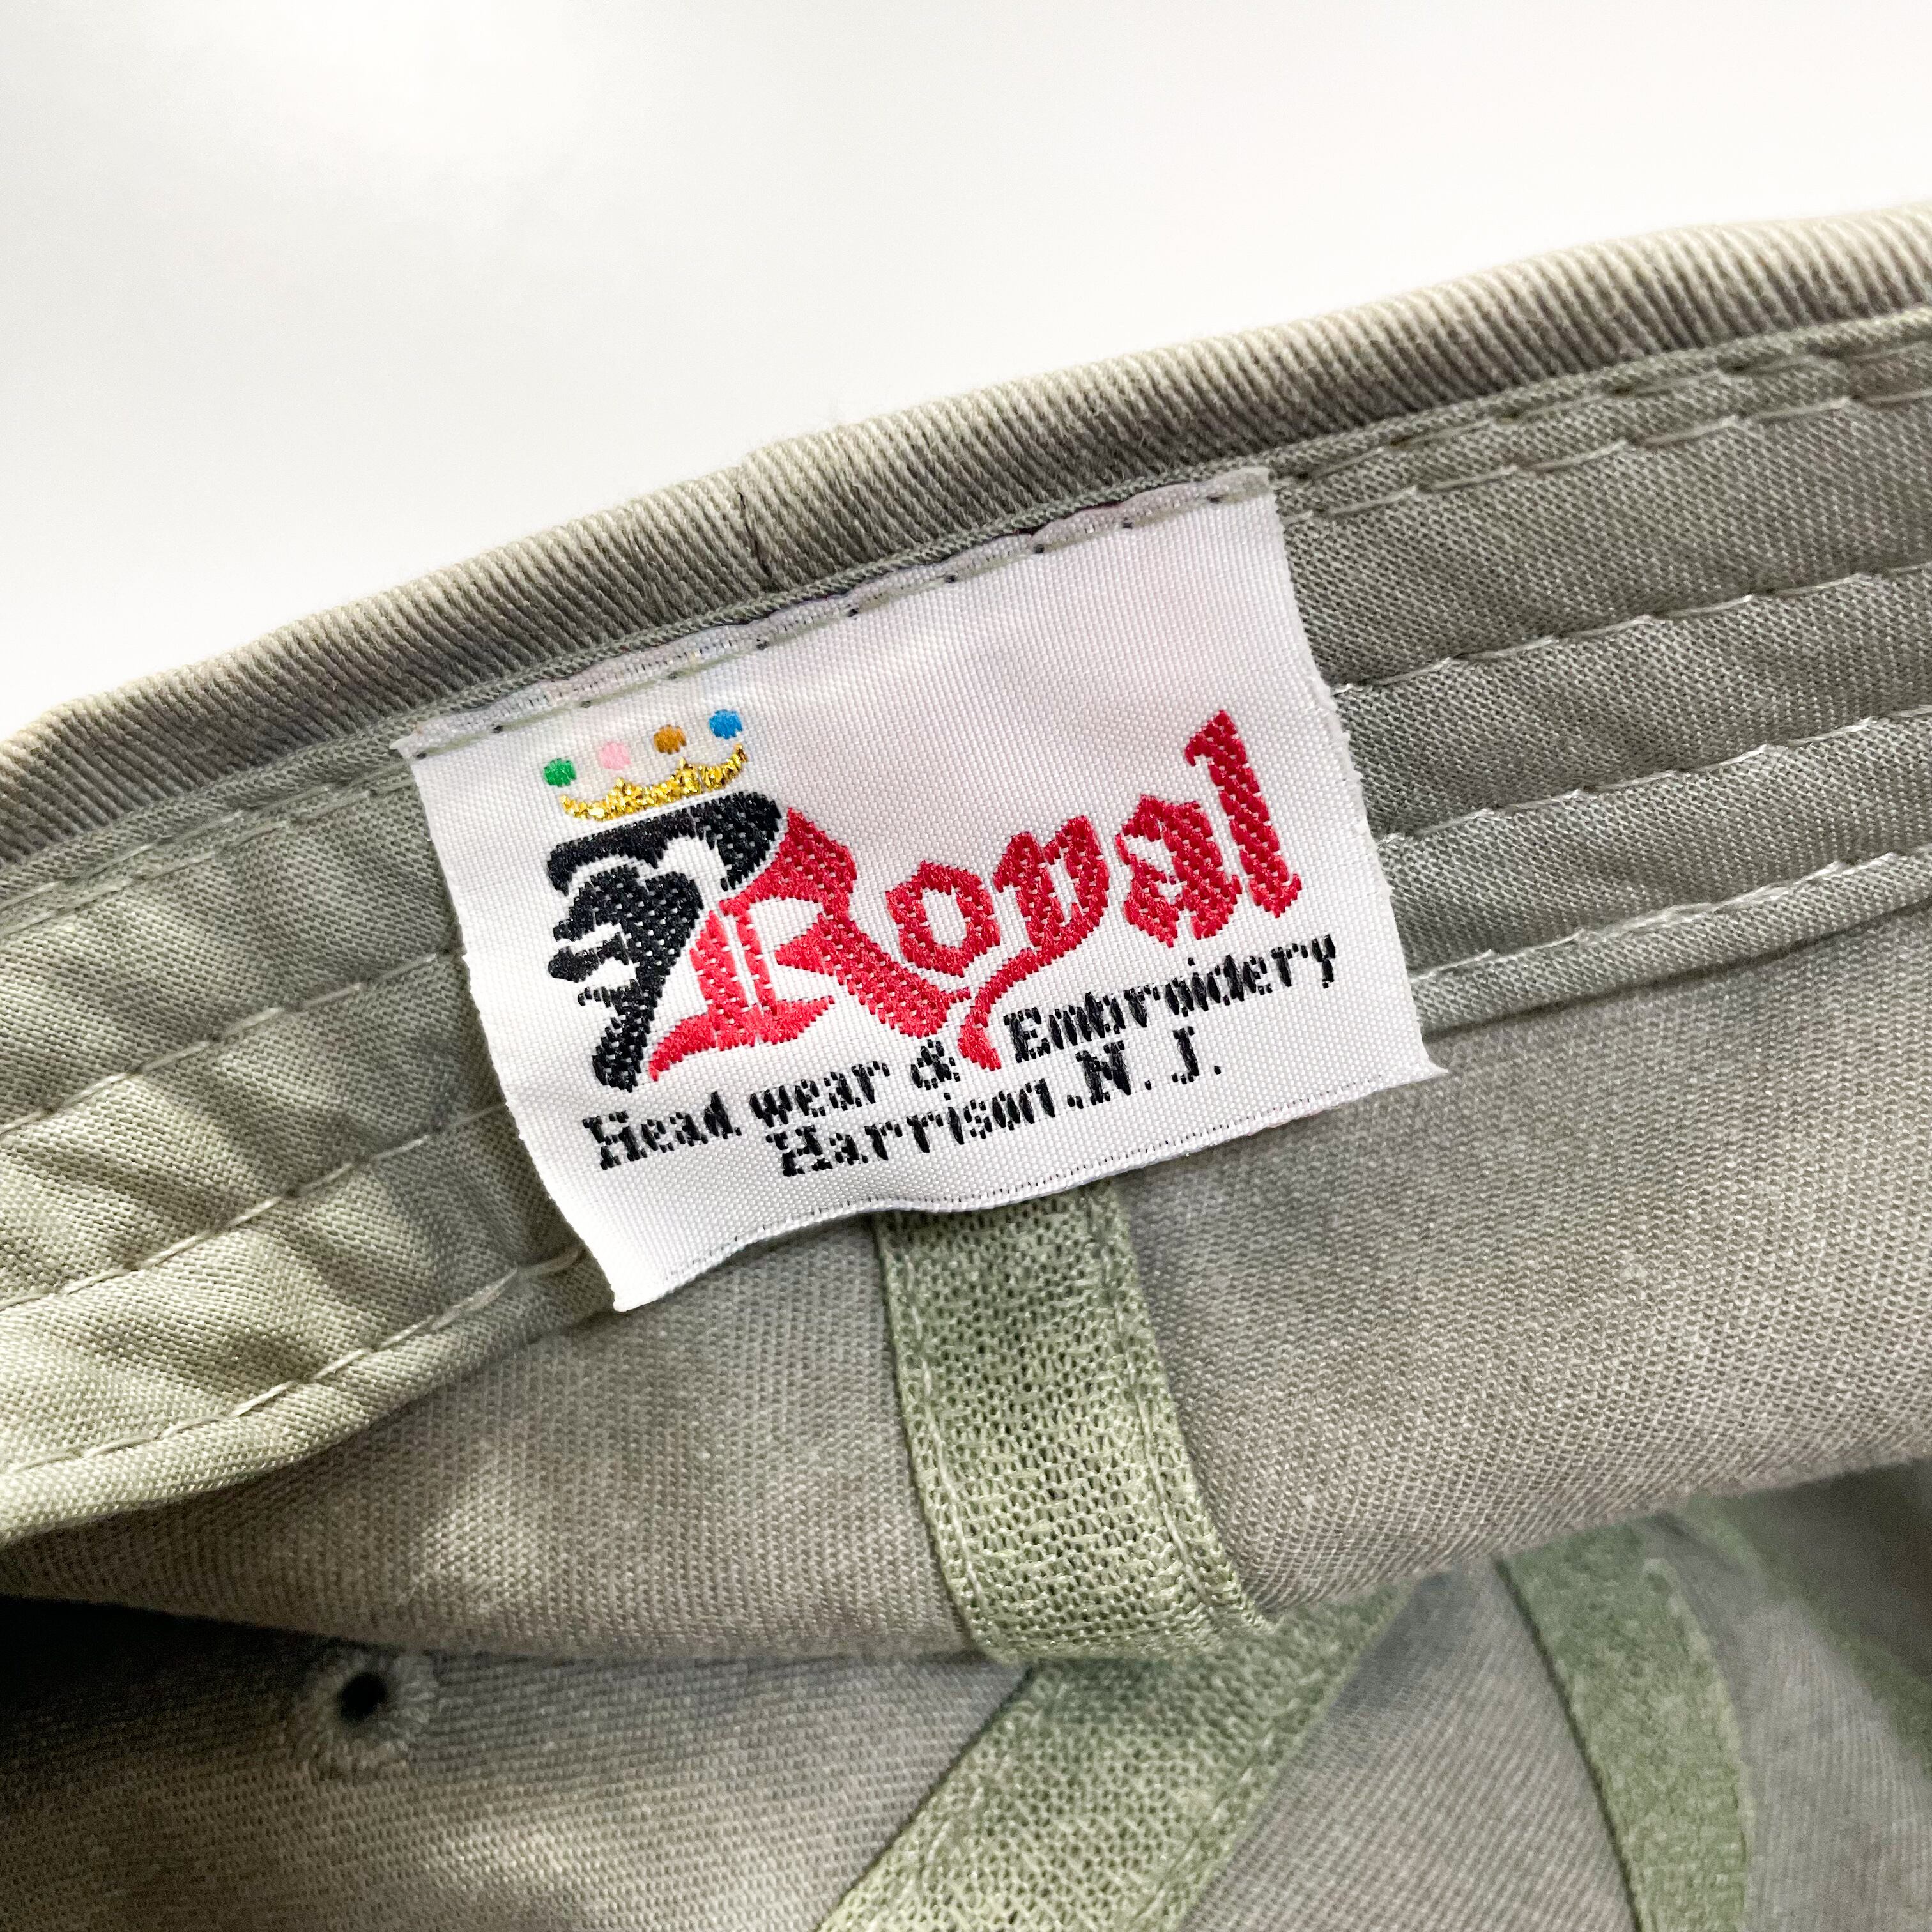 Royal
Head wear & Embroidery
Harrison.N.J.